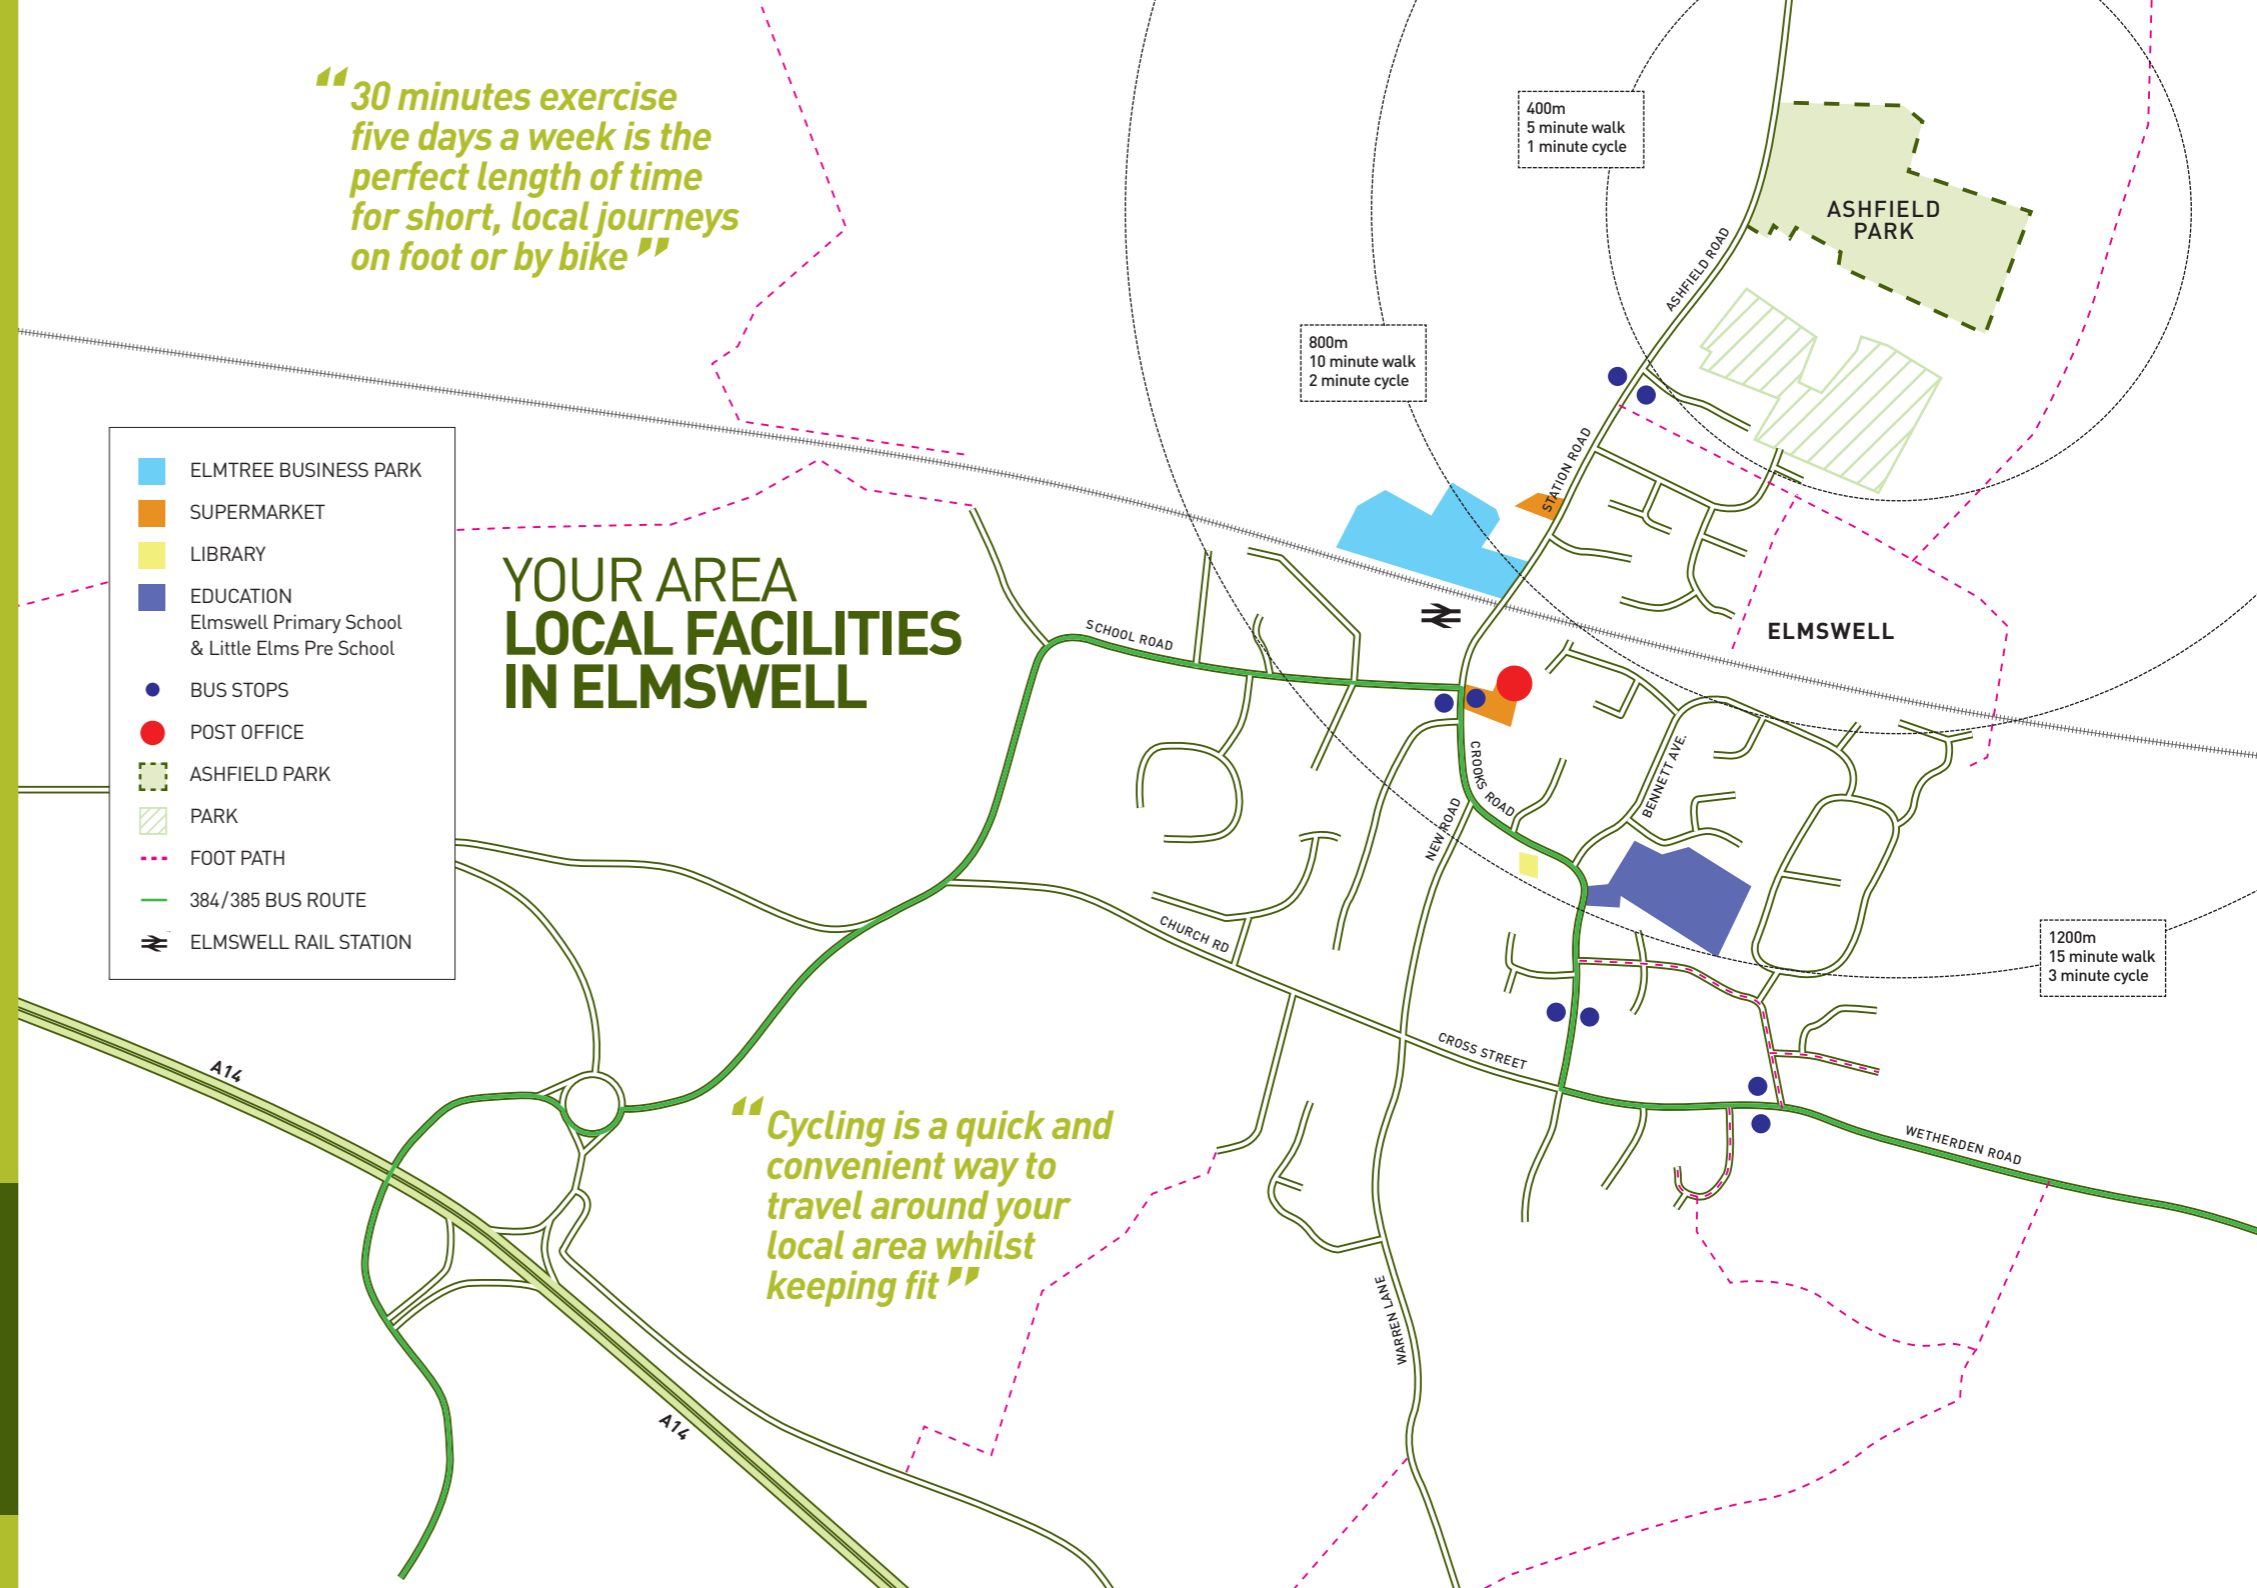 “30 minutes exercise
five days a week is the
perfect length of time
for short, local journeys
on foot or by bike”
400m
5 minute walk
1 minute cycle
ASHFIELD
PARK
ASHFIELD ROAD
800m
10 minute walk
2 minute cycle
STATION ROAD
ELMTREE BUSINESS PARK
SUPERMARKET
LIBRARY
EDUCATION
Elmswell Primary School
& Little Elms Pre School
BUS STOPS
POST OFFICE
ASHFIELD PARK
PARK
FOOT PATH
384/385 BUS ROUTE
ELMSWELL RAIL STATION
YOUR AREA
LOCAL FACILITIES
IN ELMSWELL
SCHOOL ROAD
ELMSWELL
CROOKS ROAD
BENNETT AVE.
NEW ROAD
CHURCH RD
1200m
15 minute walk
3 minute cycle
CROSS STREET
A14
WETHERDEN ROAD
“Cycling is a quick and
convenient way to
travel around your
local area whilst
keeping fit”
WARREN LANE
A14